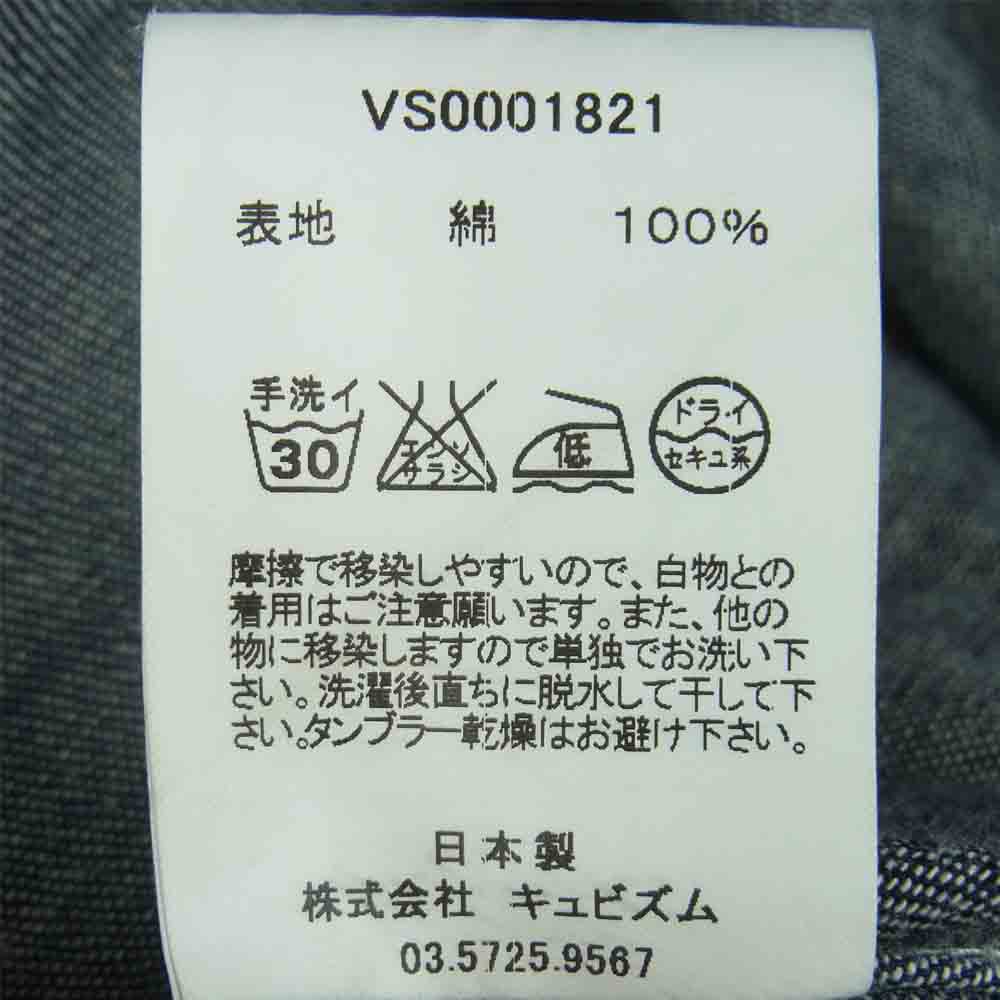 VS0001821
表地 綿 100%
手洗イ
30
エンソ
サラシ
低
ドライ
セキユ系
摩擦で移染しやすいので、白物との
着用はご注意願います。また、他の
物に移染しますので単独でお洗い下
さい。洗濯後直ちに脱水して干して下
さい。タンブラー乾燥はお避け下さい。
日本製
株式会社 キュビズム
03.5725.9567